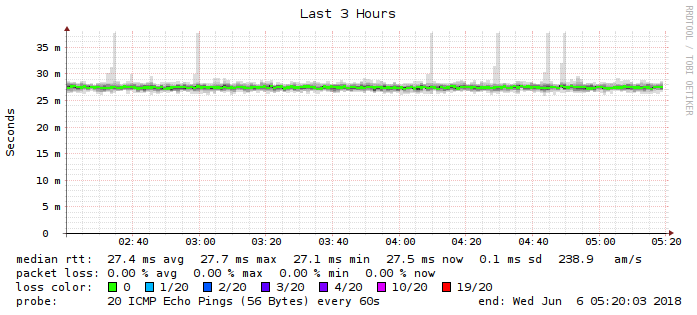 Last 3 Hours
RRDTOOL / TOBI OETIKER
Seconds
35 m
30 m
25 m
20 m
15 m
10 m
5 m
0
02:40 03:00 03:20 03:40 04:00 04:20 04:40 05:00 05:20
median rtt: 27.4 ms avg 27.7 ms max 27.1 ms min 27.5 ms now 0.1 ms sd 238.9 am/s
packet loss: 0.00 % avg 0.00 % max 0.00 % min 0.00 % now
loss color: 0 1/20 2/20 3/20 4/20 10/20 19/20
probe: 20 ICMP Echo Pings (56 Bytes) every 60s end: Wed Jun 6 05:20:03 2018